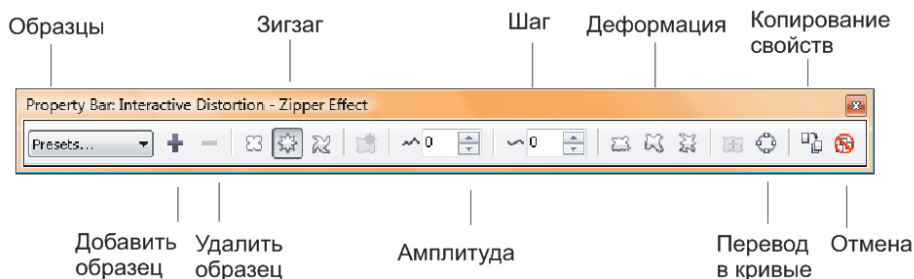 Образцы
Зигзаг
Шаг
Деформация
Копирование
свойств
Property Bar: Interactive Distortion - Zipper Effect
Presets...
0
0
Добавить
образец
Удалить
образец
Амплитуда
Перевод
в кривые
Отмена